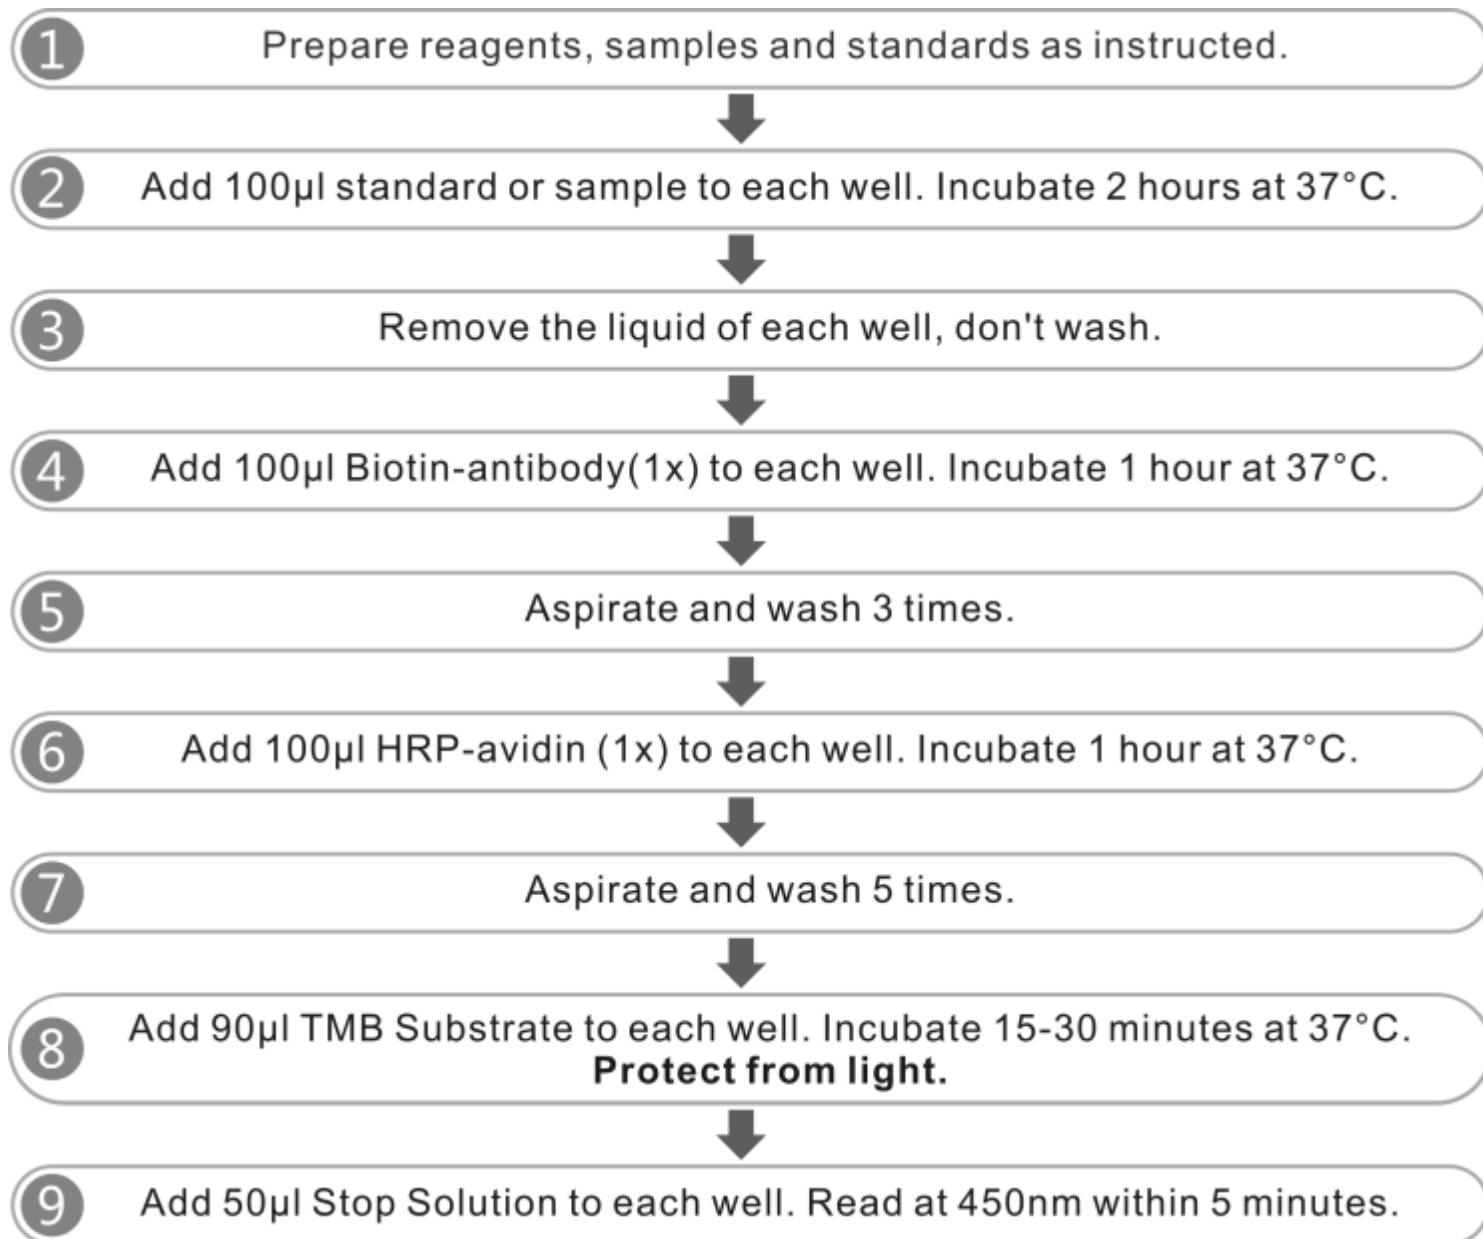 1 Prepare reagents, samples and standards as instructed.
2 Add 100µl standard or sample to each well. Incubate 2 hours at 37°C.
3 Remove the liquid of each well, don't wash.
4 Add 100µl Biotin-antibody(1x) to each well. Incubate 1 hour at 37°C.
5 Aspirate and wash 3 times.
6 Add 100µl HRP-avidin (1x) to each well. Incubate 1 hour at 37°C.
7 Aspirate and wash 5 times.
8 Add 90µl TMB Substrate to each well. Incubate 15-30 minutes at 37°C.
Protect from light.
9 Add 50µl Stop Solution to each well. Read at 450nm within 5 minutes.